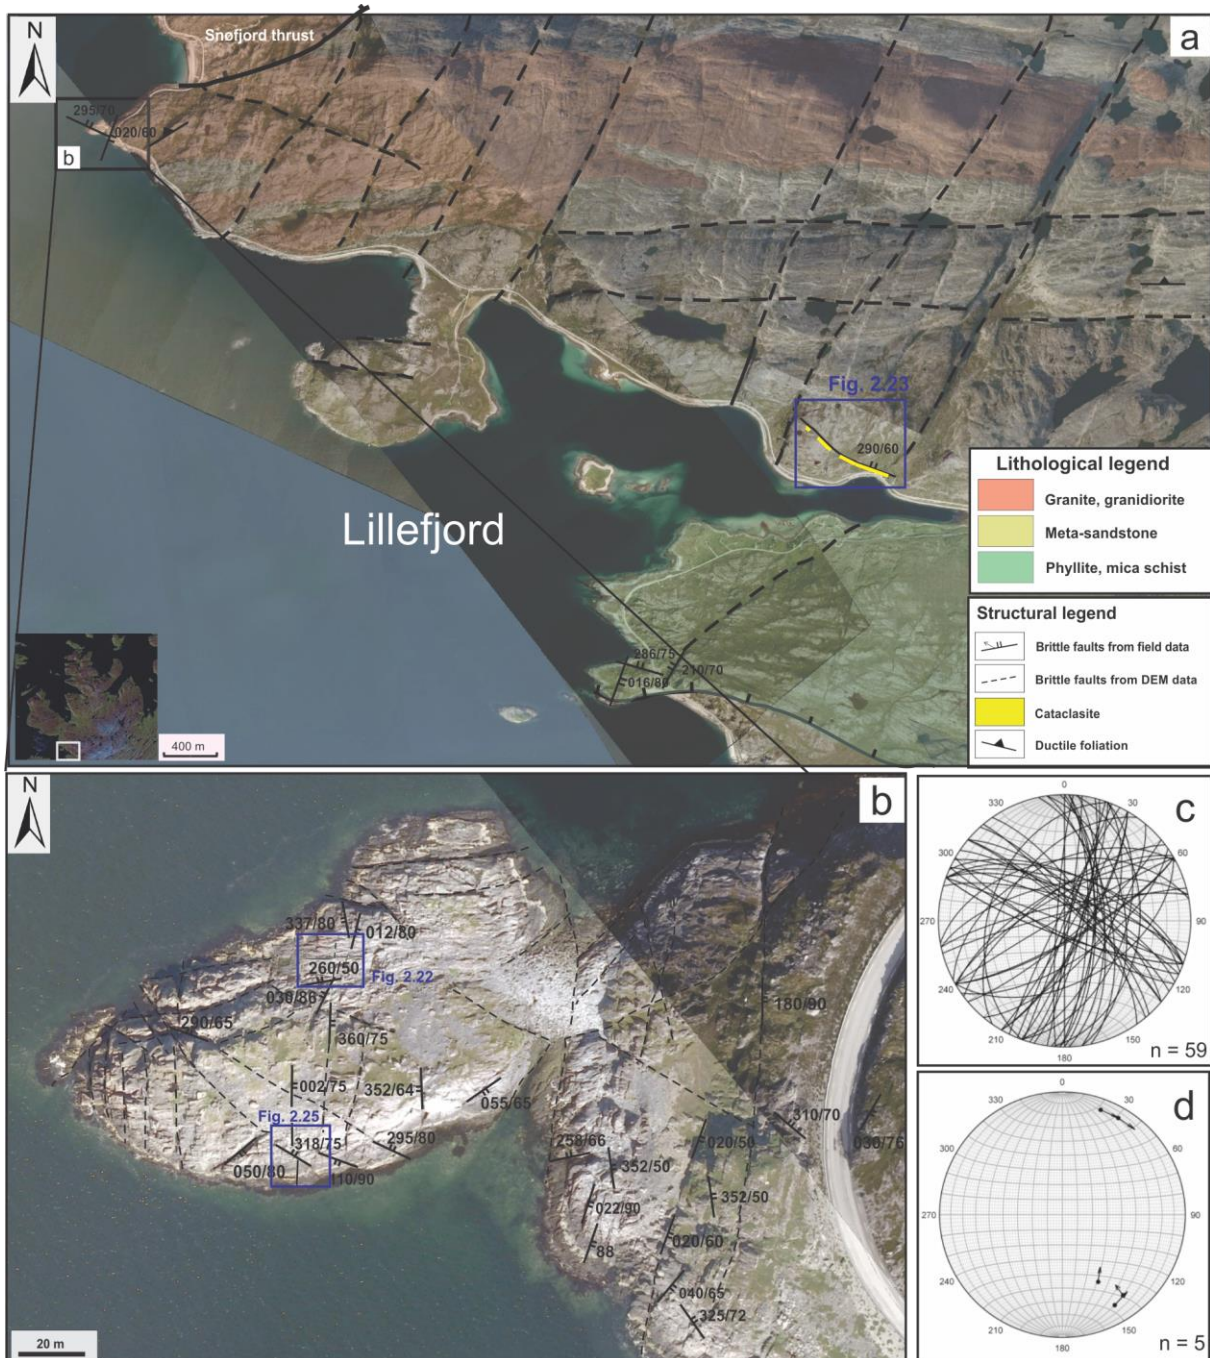 N
Snøfjord thrust
a
295/70
020/60
b
Fig. 2.23
290/60
Lillefjord
286/75
210/70
016/80
400 m
Lithological legend
Granite, granidiorite
Meta-sandstone
Phyllite, mica schist
Structural legend
Brittle faults from field data
Brittle faults from DEM data
Cataclasite
Ductile foliation
N
b
337/80
012/80
260/50
Fig. 2.22
290/65
360/75
180/90
002/75
352/64
055/65
Fig. 2.25
318/75
295/80
050/80
110/90
310/70
030/76
258/66
020/50
352/50
352/50
022/90
88
020/60
040/65
325/72
20 m
c
0
330
30
300
60
270
90
240
120
210
150
180
n = 59
d
0
330
30
300
60
270
90
240
120
210
150
180
n = 5